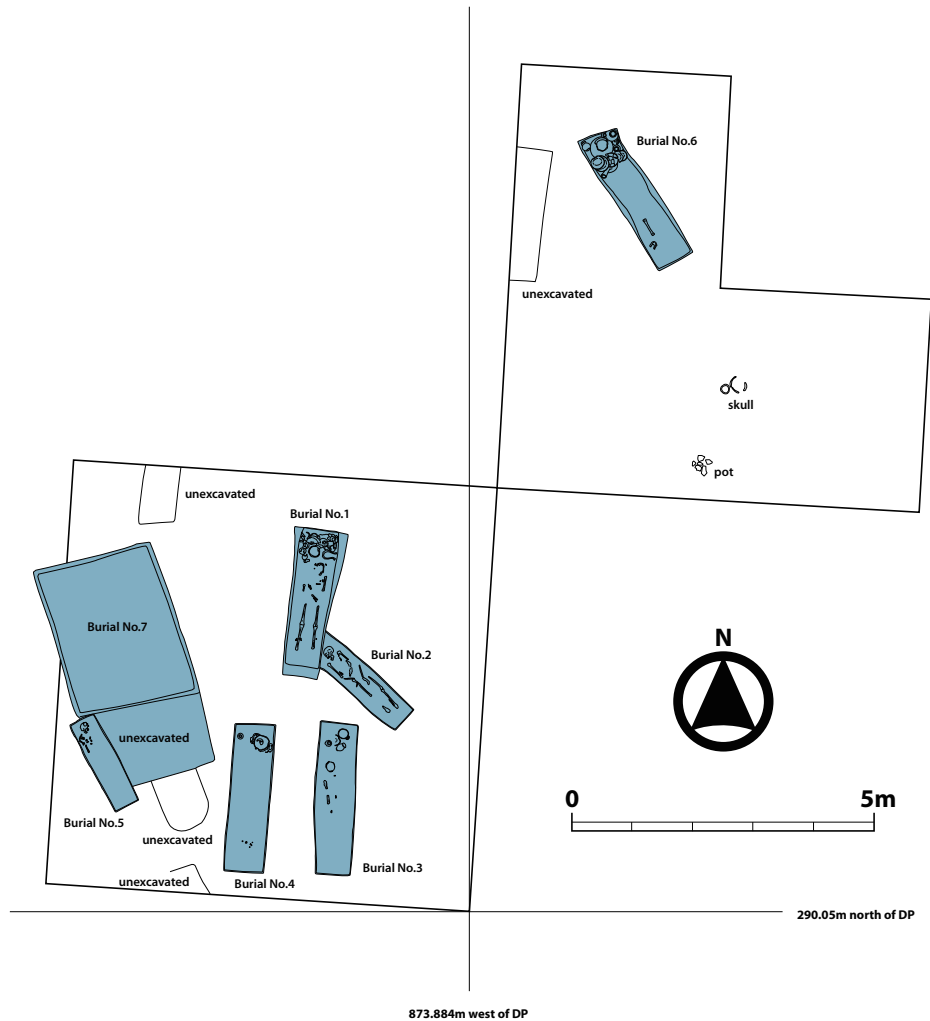 Burial No.6
unexcavated
skull
pot
unexcavated
Burial No.1
Burial No.7
Burial No.2
unexcavated
Burial No.5
unexcavated
unexcavated
Burial No.4
Burial No.3
N
0 5m
290.05m north of DP
873.884m west of DP